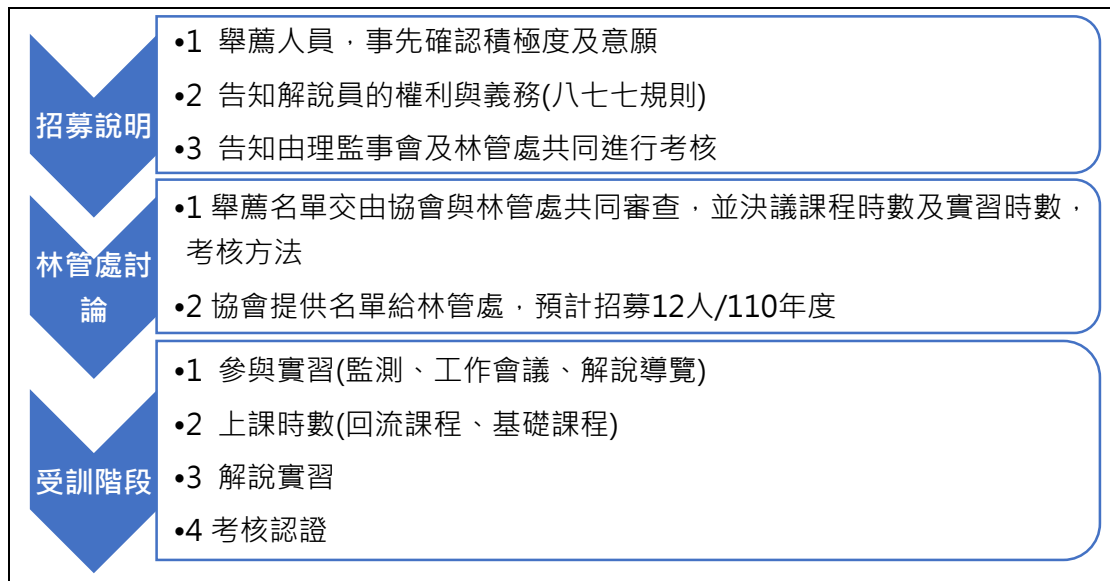 招募說明
•1 舉薦人員，事先確認積極度及意願
•2 告知解說員的權利與義務(八七七規則)
•3 告知由理監事會及林管處共同進行考核
林管處討
論
•1 舉薦名單交由協會與林管處共同審查，並決議課程時數及實習時數，
考核方法
•2 協會提供名單給林管處，預計招募12人/110年度
受訓階段
•1 參與實習(監測、工作會議、解說導覽)
•2 上課時數(回流課程、基礎課程)
•3 解說實習
•4 考核認證